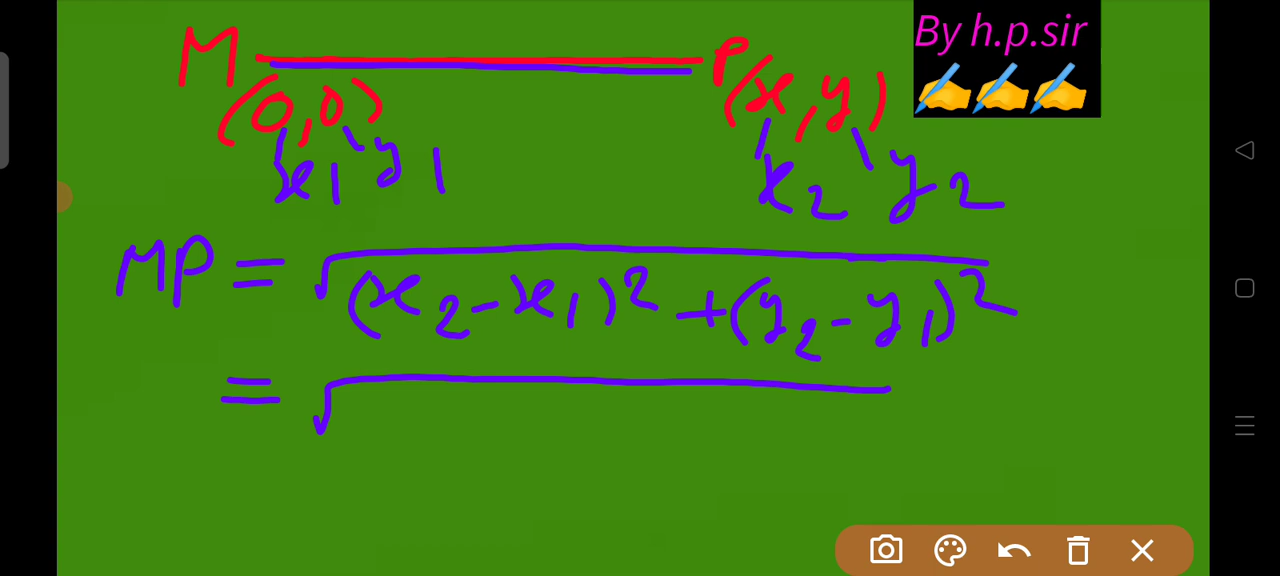 By h.p.sir
M P
(0,0) (x,y)
x1 y1 x2 y2
MP = √(x2-x1)²+(y2-y1)²
= √